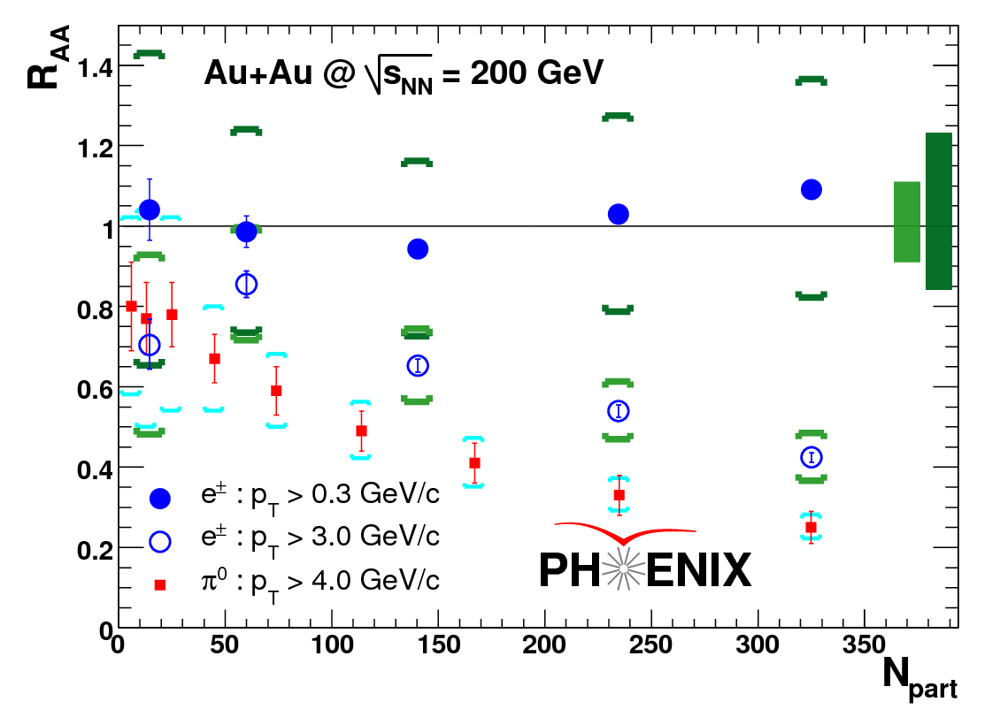 R_AA
Au+Au @ √s_NN = 200 GeV
1.4
1.2
1
0.8
0.6
0.4
0.2
0
e± : p_T > 0.3 GeV/c
e± : p_T > 3.0 GeV/c
π⁰ : p_T > 4.0 GeV/c
PHENIX
0 50 100 150 200 250 300 350
N_part